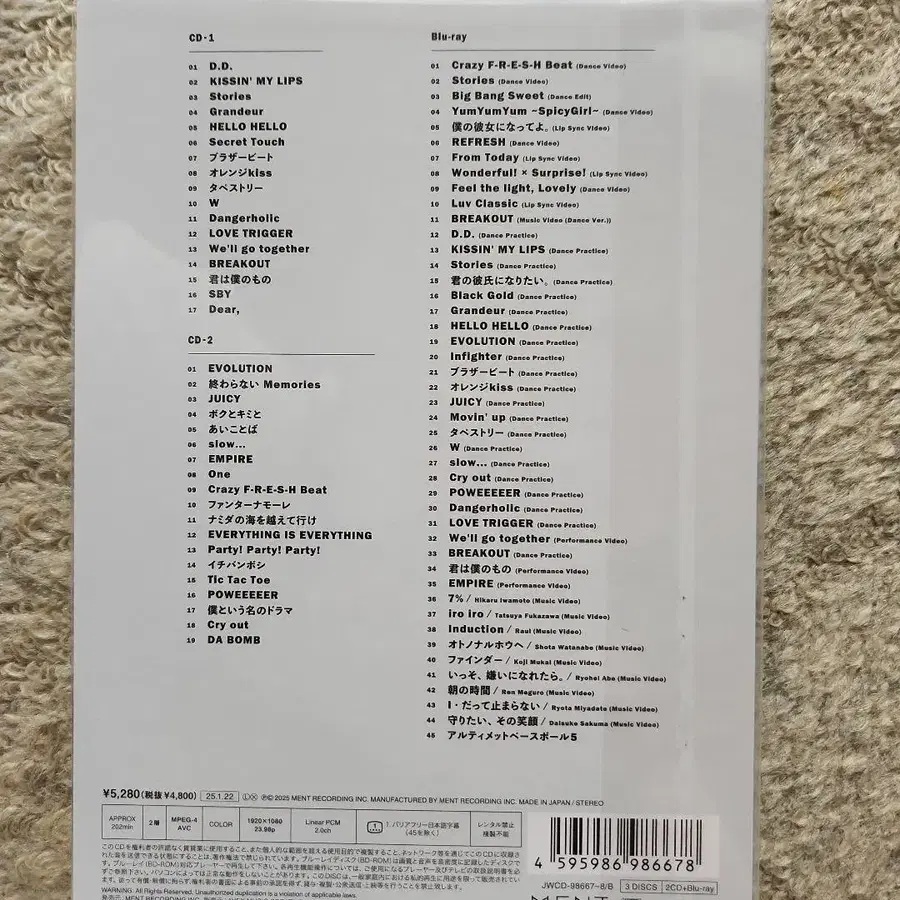 CD-1
01 D.D.
02 KISSIN' MY LIPS
03 Stories
04 Grandeur
05 HELLO HELLO
06 Secret Touch
07 ブラザービート
08 オレンジkiss
09 タペストリー
10 W
11 Dangerholic
12 LOVE TRIGGER
13 We'll go together
14 BREAKOUT
15 君は僕のもの
16 SBY
17 Dear,
CD-2
01 EVOLUTION
02 終わらない Memories
03 JUICY
04 ボクとキミと
05 あいことば
06 slow...
07 EMPIRE
08 One
09 Crazy F-R-E-S-H Beat
10 ファンターナモーレ
11 ナミダの海を越えて行け
12 EVERYTHING IS EVERYTHING
13 Party! Party! Party!
14 イチバンボシ
15 Tic Tac Toe
16 POWEEEEER
17 僕という名のドラマ
18 Cry out
19 DA BOMB
Blu-ray
01 Crazy F-R-E-S-H Beat (Dance Video)
02 Stories (Dance Video)
03 Big Bang Sweet (Dance Edit)
04 YumYumYum ~SpicyGirl~ (Dance Video)
05 僕の彼女になってよ。(Lip Sync Video)
06 REFRESH (Dance Video)
07 From Today (Lip Sync Video)
08 Wonderful! × Surprise! (Lip Sync Video)
09 Feel the light, Lovely (Dance Video)
10 Luv Classic (Lip Sync Video)
11 BREAKOUT (Music Video (Dance Ver.))
12 D.D. (Dance Practice)
13 KISSIN' MY LIPS (Dance Practice)
14 Stories (Dance Practice)
15 君の彼氏になりたい。(Dance Practice)
16 Black Gold (Dance Practice)
17 Grandeur (Dance Practice)
18 HELLO HELLO (Dance Practice)
19 EVOLUTION (Dance Practice)
20 Infighter (Dance Practice)
21 ブラザービート (Dance Practice)
22 オレンジkiss (Dance Practice)
23 JUICY (Dance Practice)
24 Movin' up (Dance Practice)
25 タペストリー (Dance Practice)
26 W (Dance Practice)
27 slow... (Dance Practice)
28 Cry out (Dance Practice)
29 POWEEEEER (Dance Practice)
30 Dangerholic (Dance Practice)
31 LOVE TRIGGER (Dance Practice)
32 We'll go together (Performance Video)
33 BREAKOUT (Dance Practice)
34 君は僕のもの (Performance Video)
35 EMPIRE (Performance Video)
36 7% / Hikaru Iwamoto (Music Video)
37 iro iro / Tatsuya Fukazawa (Music Video)
38 Induction / Raul (Music Video)
39 オトノナルホウヘ / Shota Watanabe (Music Video)
40 ファインダー / Koji Mukai (Music Video)
41 いっそ、嫌いになれたら。/ Ryohei Abe (Music Video)
42 朝の時間 / Ren Meguro (Music Video)
43 I・だって止まらない / Ryota Miyadate (Music Video)
44 守りたい、その笑顔 / Daisuke Sakuma (Music Video)
45 アルティメットベースボール5
¥5,280(税抜¥4,800) 25.1.22 Ⓛ ℗©2025 MENT RECORDING INC. MANUFACTURED BY MENT RECORDING INC. MADE IN JAPAN / STEREO
APPROX 202min 2層 MPEG-4 AVC COLOR 1920×1080 23.98p Linear PCM 2.0ch 1. バリアフリー日本語字幕 (45を除く) レンタル禁止 複製不能
WARNING: All Rights Reserved. Unauthorized duplication is a violation of applicable laws.
4 595986 986678
JWCD-98667~8/B 3 DISCS 2CD+Blu-ray